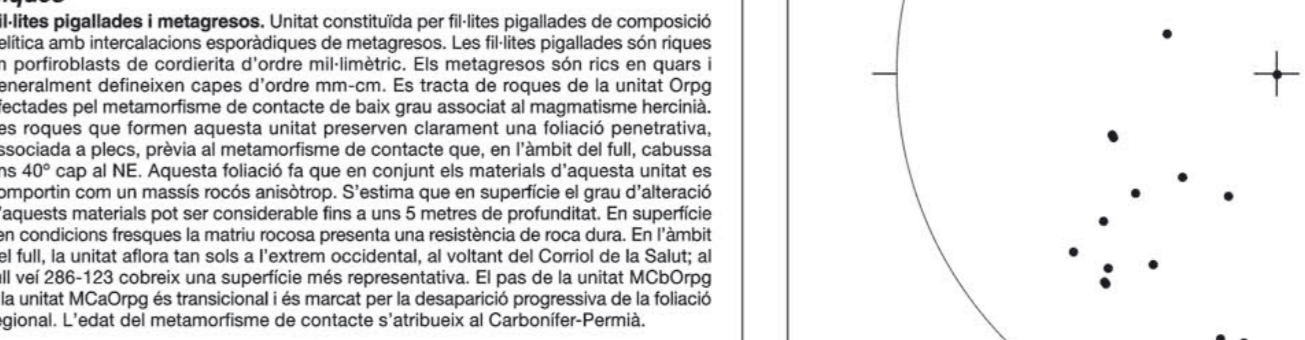 iques
il·lites pigallades i metagresos. Unitat constituïda per fil·lites pigallades de composició
elítica amb intercalacions esporàdiques de metagresos. Les fil·lites pigallades són riques
n porfiroblasts de cordierita d'ordre mil·limètric. Els metagresos són rics en quars i
eneralment defineixen capes d'ordre mm-cm. Es tracta de roques de la unitat Orpg
fectades pel metamorfisme de contacte de baix grau associat al magmatisme hercinià.
es roques que formen aquesta unitat preserven clarament una foliació penetrativa,
ssociada a plecs, prèvia al metamorfisme de contacte que, en l'àmbit del full, cabussa
ns 40º cap al NE. Aquesta foliació fa que en conjunt els materials d'aquesta unitat es
omportin com un massís rocós anisòtrop. S'estima que en superfície el grau d'alteració
'aquests materials pot ser considerable fins a uns 5 metres de profunditat. En superfície
en condicions fresques la matriu rocosa presenta una resistència de roca dura. En l'àmbit
el full, la unitat aflora tan sols a l'extrem occidental, al voltant del Corriol de la Salut; al
ull veí 286-123 cobreix una superfície més representativa. El pas de la unitat MCbOrpg
la unitat MCaOrpg és transicional i és marcat per la desaparició progressiva de la foliació
egional. L'edat del metamorfisme de contacte s'atribueix al Carbonífer-Permià.